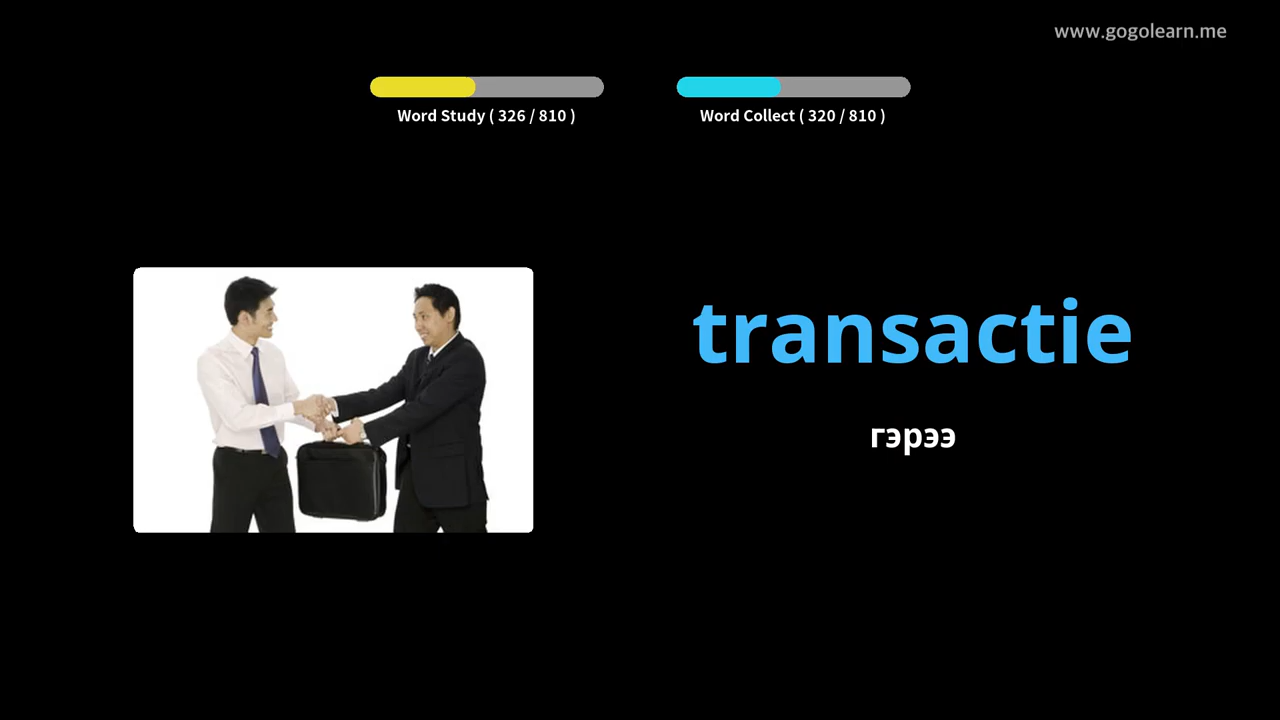 www.gogolearn.me
Word Study ( 326 / 810 )
Word Collect ( 320 / 810 )
transactie
гэрээ